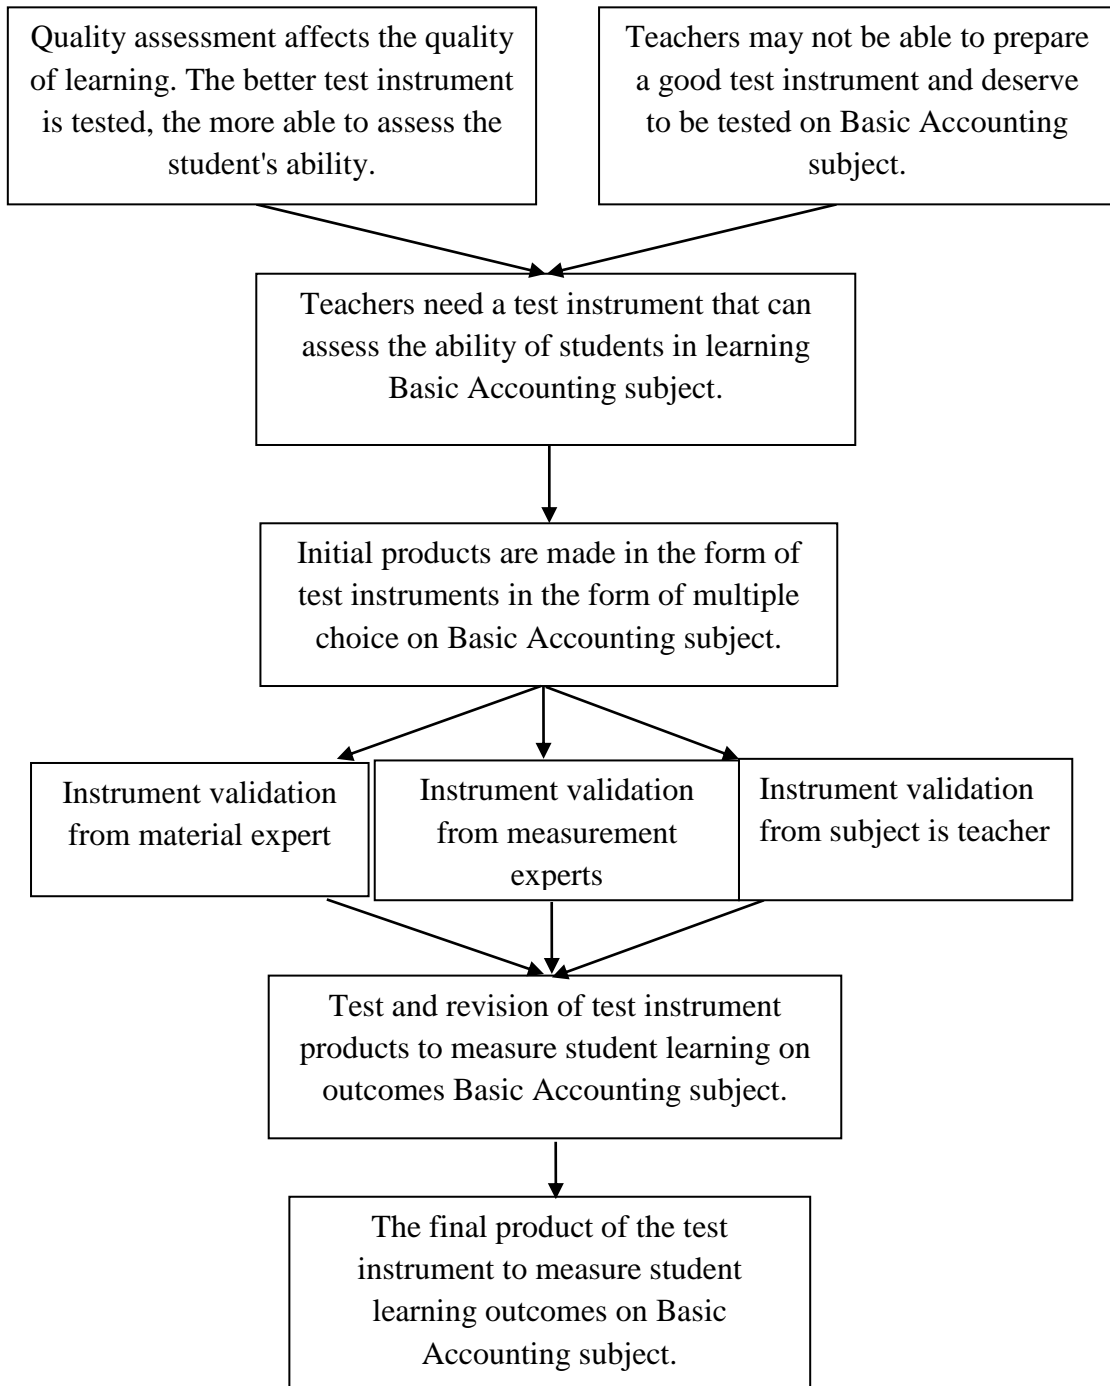 Quality assessment affects the quality
of learning. The better test instrument
is tested, the more able to assess the
student's ability.
Teachers may not be able to prepare
a good test instrument and deserve
to be tested on Basic Accounting
subject.
Teachers need a test instrument that can
assess the ability of students in learning
Basic Accounting subject.
Initial products are made in the form of
test instruments in the form of multiple
choice on Basic Accounting subject.
Instrument validation
from material expert
Instrument validation
from measurement
experts
Instrument validation
from subject is teacher
Test and revision of test instrument
products to measure student learning on
outcomes Basic Accounting subject.
The final product of the test
instrument to measure student
learning outcomes on Basic
Accounting subject.